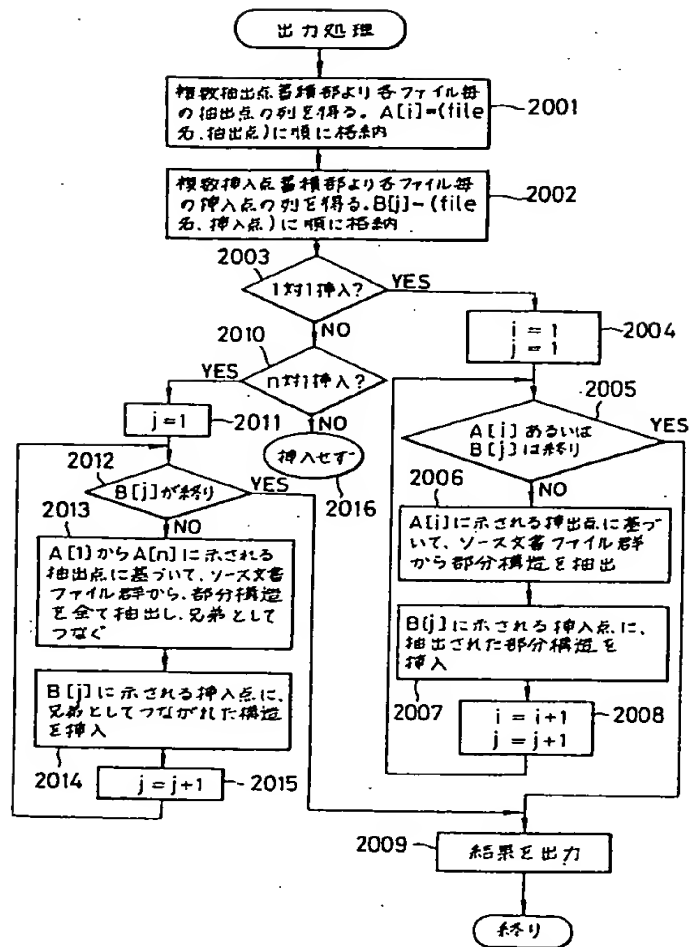 出力処理
複数抽出点蓄積部より各ファイル毎
の抽出点の列を得る。A[i]=(file
名、抽出点)に順に格納
2001
複数挿入点蓄積部より各ファイル毎
の挿入点の列を得る。B[j]-(file
名、挿入点)に順に格納
2002
2003
1対1挿入?
YES
NO
i = 1
j = 1
2004
2010
n対1挿入?
YES
NO
j=1
2011
挿入せず
2016
2005
A[i]あるいは
B[j]は終り
YES
NO
2012
B[j]が終り
YES
NO
2006
A[i]に示される抽出点に基づ
いて、ソース文書ファイル群
から部分構造を抽出
2013
A[1]からA[n]に示される
抽出点に基づいて、ソース文書
ファイル群から、部分構造
を全て抽出し、兄弟として
つなぐ
B[j]に示される挿入点に、
抽出された部分構造を
挿入
2007
B[j]に示される挿入点に、
兄弟としてつながれた構造
を挿入
2014
i = i+1
j = j+1
2008
j = j+1
2015
2009
結果を出力
終り